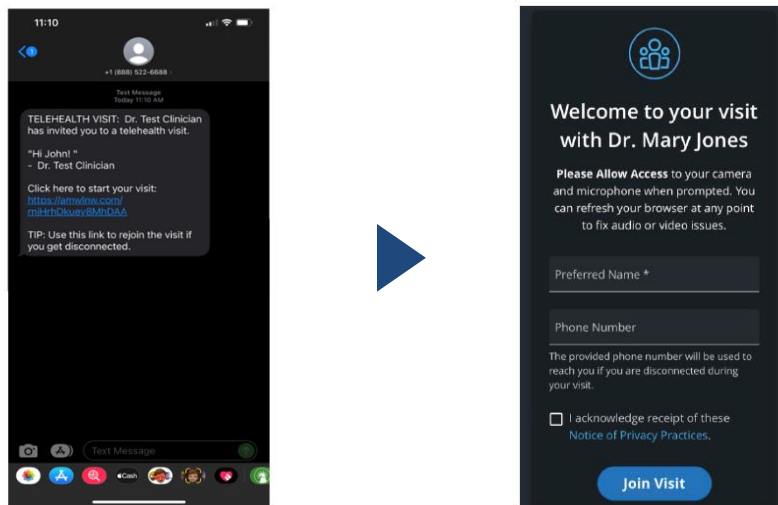 11:10
1
+1 (888) 522-6688
Text Message
Today 11:10 AM
TELEHEALTH VISIT: Dr. Test Clinician
has invited you to a telehealth visit.
"Hi John! "
- Dr. Test Clinician
Click here to start your visit:
https://amwlnw.com/
miHrhDkuey8MhDAA
TIP: Use this link to rejoin the visit if
you get disconnected.
Text Message
Cash
Welcome to your visit
with Dr. Mary Jones
Please Allow Access to your camera
and microphone when prompted. You
can refresh your browser at any point
to fix audio or video issues.
Preferred Name *
Phone Number
The provided phone number will be used to
reach you if you are disconnected during
your visit.
I acknowledge receipt of these
Notice of Privacy Practices.
Join Visit